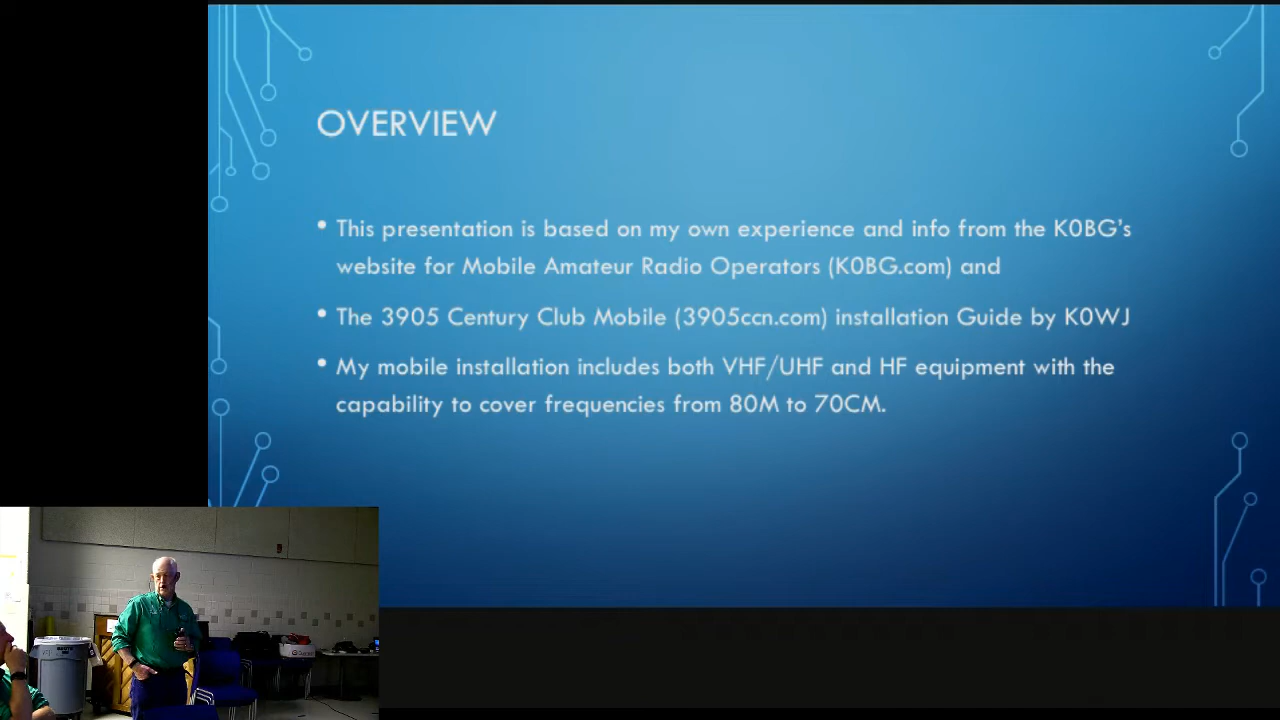 OVERVIEW
• This presentation is based on my own experience and info from the K0BG's
website for Mobile Amateur Radio Operators (K0BG.com) and
• The 3905 Century Club Mobile (3905ccn.com) installation Guide by K0WJ
• My mobile installation includes both VHF/UHF and HF equipment with the
capability to cover frequencies from 80M to 70CM.